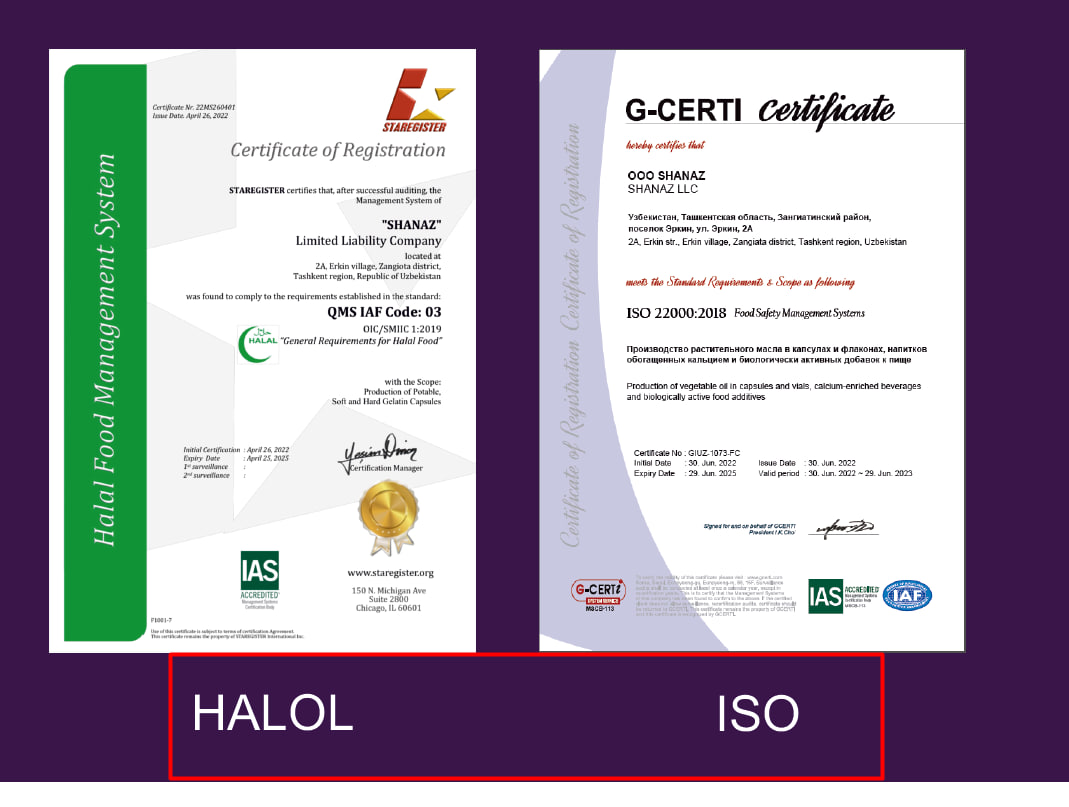 Certificate Nr. 22MS260401
Issue Date. April 26, 2022
STAREGISTER
Certificate of Registration
STAREGISTER certifies that, after successful auditing, the
Management System of
"SHANAZ"
Limited Liability Company
located at
2A, Erkin village, Zangiota district,
Tashkent region, Republic of Uzbekistan
was found to comply to the requirements established in the standard:
QMS IAF Code: 03
OIC/SMIIC 1:2019
HALAL
"General Requirements for Halal Food"
with the Scope:
Production of Potable,
Soft and Hard Gelatin Capsules
Initial Certification : April 26, 2022
Expiry Date : April 25, 2025
1st surveillance :
2nd surveillance :
Certification Manager
IAS
ACCREDITED
Management Systems
Certification Body
www.staregister.org
150 N. Michigan Ave
Suite 2800
Chicago, IL 60601
F1801-7
Use of this certificate is subject to terms of certification Agreement.
This certificate remains the property of STAREGISTER International Inc.
Halal Food Management System
G-CERTI Certificate
hereby certifies that
ООО SHANAZ
SHANAZ LLC
Узбекистан, Ташкентская область, Зангиатинский район,
поселок Эркин, ул. Эркин, 2А
2A, Erkin str., Erkin village, Zangiata district, Tashkent region, Uzbekistan
meets the Standard Requirements & Scope as following
ISO 22000:2018 Food Safety Management Systems
Производство растительного масла в капсулах и флаконах, напитков
обогащенных кальцием и биологически активных добавок к пище
Production of vegetable oil in capsules and vials, calcium-enriched beverages
and biologically active food additives
Certificate No : GIUZ-1073-FC
Initial Date : 30. Jun, 2022 Issue Date : 30. Jun. 2022
Expiry Date : 29. Jun. 2025 Valid period : 30. Jun. 2022 ~ 29. Jun. 2023
Signed for and on behalf of GCERTI
President I.K.Choi
G-CERTi
SYSTEM SERVICE
MSCB-113
IAS
ACCREDITED
Management Systems
Certification Body
MSCB-113
IAF
Certificate of Registration Certificate of Registration
HALOL
ISO